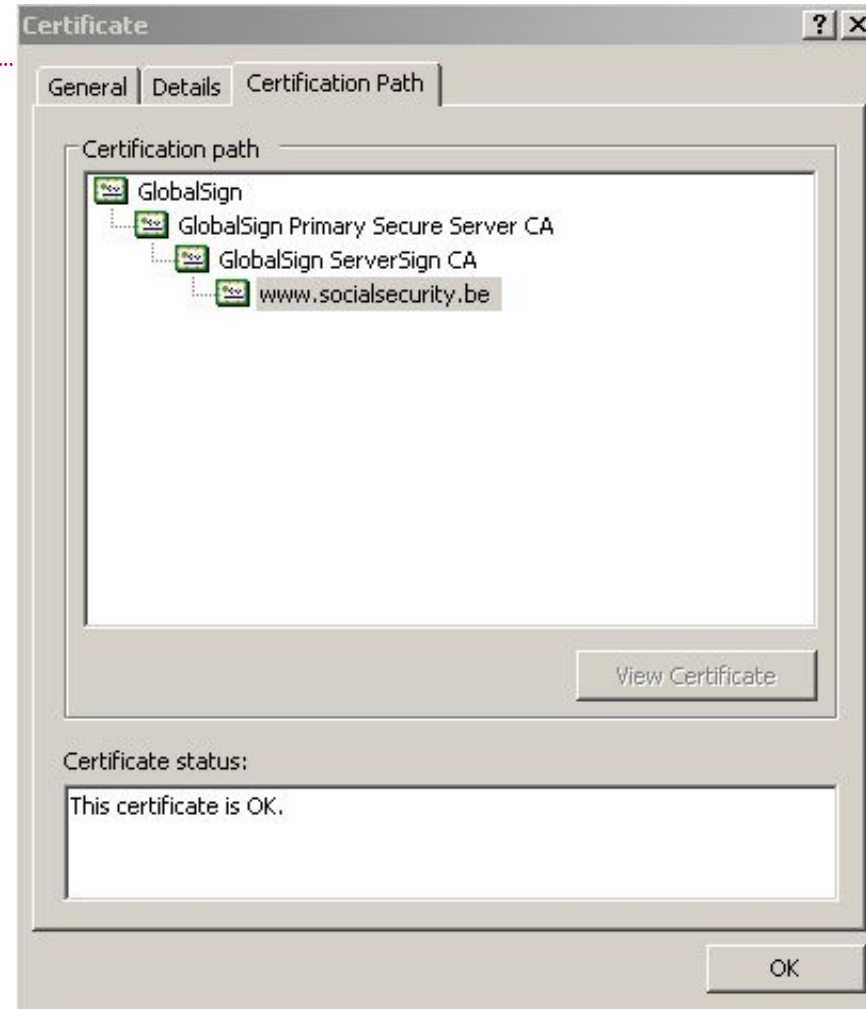 Certificate
General Details Certification Path
Certification path
GlobalSign
GlobalSign Primary Secure Server CA
GlobalSign ServerSign CA
www.socialsecurity.be
View Certificate
Certificate status:
This certificate is OK.
OK